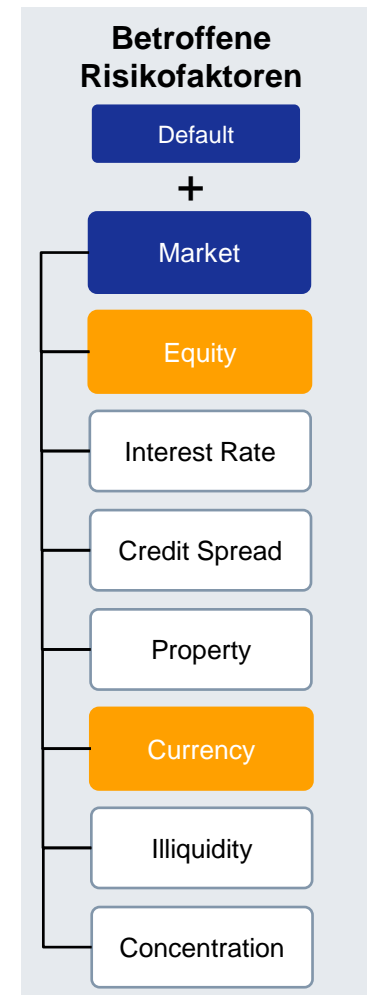 Betroffene
Risikofaktoren
Default
+
Market
Equity
Interest Rate
Credit Spread
Property
Currency
Illiquidity
Concentration